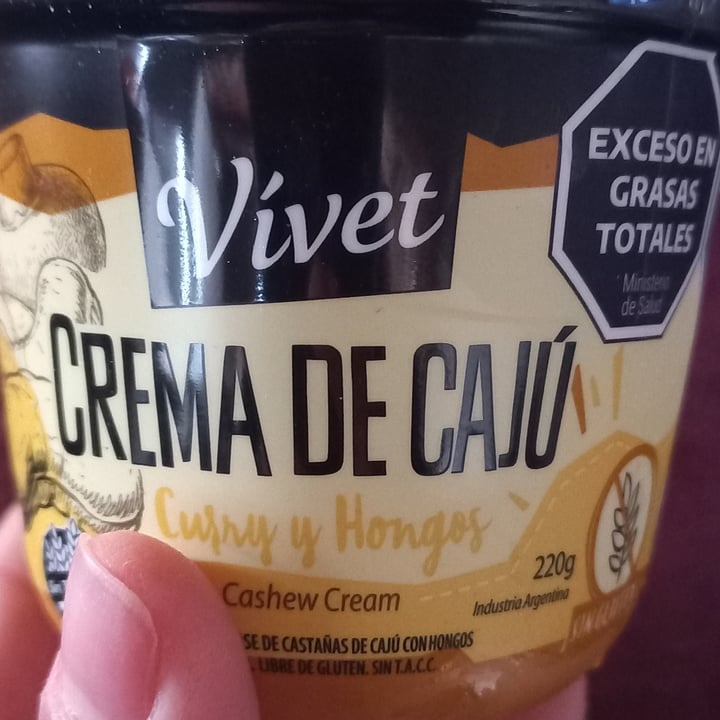 Vívet
EXCESO EN
GRASAS
TOTALES
Ministerio
de Salud
CREMA DE CAJÚ
Curry y Hongos
220g
Cashew Cream
Industria Argentina
SE DE CASTAÑAS DE CAJÚ CON HONGOS
LIBRE DE GLUTEN. SIN T.A.C.C.